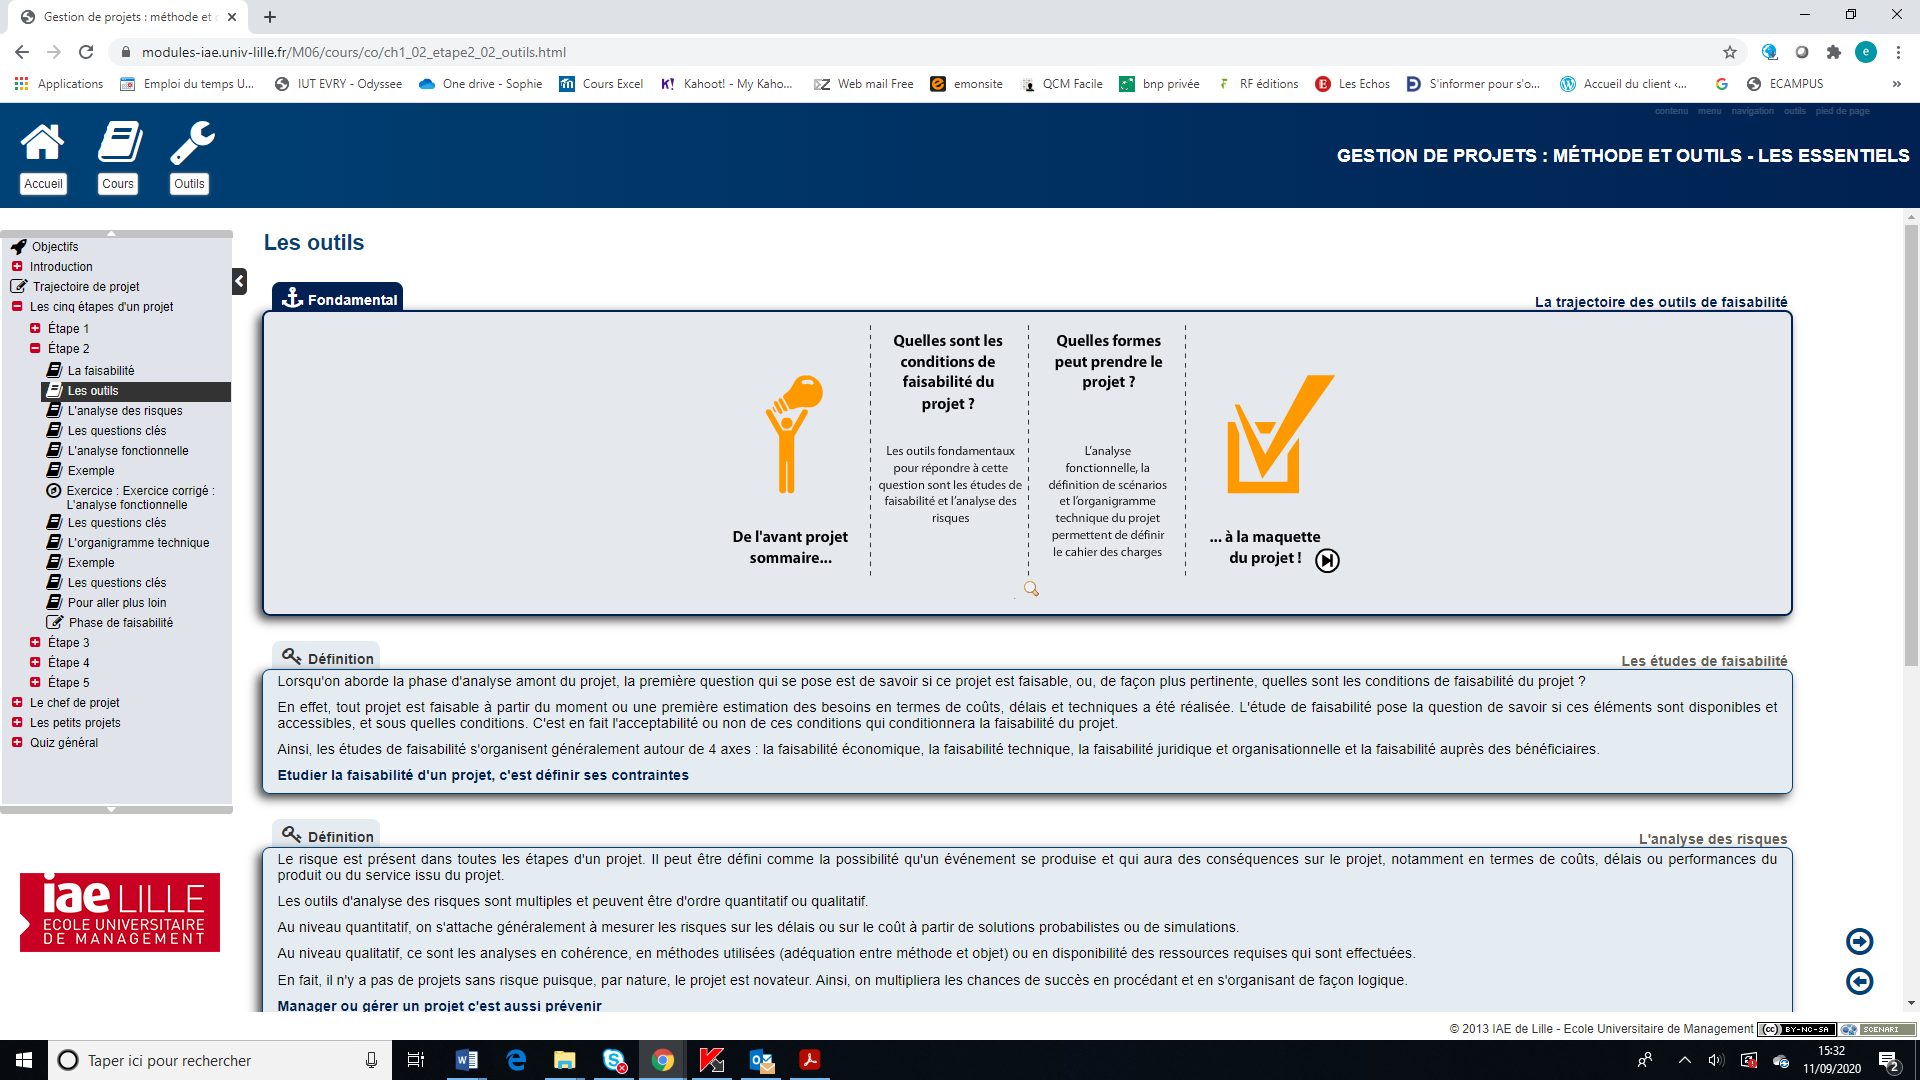 Gestion de projets : méthode et
modules-iae.univ-lille.fr/M06/cours/co/ch1_02_etape2_02_outils.html
e
Applications
Emploi du temps U...
IUT EVRY - Odyssee
One drive - Sophie
Cours Excel
Kahoot! - My Kaho...
Web mail Free
emonsite
QCM Facile
bnp privée
RF éditions
Les Echos
S'informer pour s'o...
Accueil du client ‹...
ECAMPUS
»
contenu menu navigation outils pied de page
Accueil
Cours
Outils
GESTION DE PROJETS : MÉTHODE ET OUTILS - LES ESSENTIELS
Objectifs
Introduction
Trajectoire de projet
Les cinq étapes d'un projet
Étape 1
Étape 2
La faisabilité
Les outils
L'analyse des risques
Les questions clés
L'analyse fonctionnelle
Exemple
Exercice : Exercice corrigé :
L'analyse fonctionnelle
Les questions clés
L'organigramme technique
Exemple
Les questions clés
Pour aller plus loin
Phase de faisabilité
Étape 3
Étape 4
Étape 5
Le chef de projet
Les petits projets
Quiz général
iae LILLE
ECOLE UNIVERSITAIRE
DE MANAGEMENT
Les outils
Fondamental
La trajectoire des outils de faisabilité
De l'avant projet
sommaire...
Quelles sont les
conditions de
faisabilité du
projet ?
Les outils fondamentaux
pour répondre à cette
question sont les études de
faisabilité et l'analyse des
risques
Quelles formes
peut prendre le
projet ?
L'analyse
fonctionnelle, la
définition de scénarios
et l'organigramme
technique du projet
permettent de définir
le cahier des charges
... à la maquette
du projet !
Définition
Les études de faisabilité
Lorsqu'on aborde la phase d'analyse amont du projet, la première question qui se pose est de savoir si ce projet est faisable, ou, de façon plus pertinente, quelles sont les conditions de faisabilité du projet ?
En effet, tout projet est faisable à partir du moment ou une première estimation des besoins en termes de coûts, délais et techniques a été réalisée. L'étude de faisabilité pose la question de savoir si ces éléments sont disponibles et
accessibles, et sous quelles conditions. C'est en fait l'acceptabilité ou non de ces conditions qui conditionnera la faisabilité du projet.
Ainsi, les études de faisabilité s'organisent généralement autour de 4 axes : la faisabilité économique, la faisabilité technique, la faisabilité juridique et organisationnelle et la faisabilité auprès des bénéficiaires.
Etudier la faisabilité d'un projet, c'est définir ses contraintes
Définition
L'analyse des risques
Le risque est présent dans toutes les étapes d'un projet. Il peut être défini comme la possibilité qu'un événement se produise et qui aura des conséquences sur le projet, notamment en termes de coûts, délais ou performances du
produit ou du service issu du projet.
Les outils d'analyse des risques sont multiples et peuvent être d'ordre quantitatif ou qualitatif.
Au niveau quantitatif, on s'attache généralement à mesurer les risques sur les délais ou sur le coût à partir de solutions probabilistes ou de simulations.
Au niveau qualitatif, ce sont les analyses en cohérence, en méthodes utilisées (adéquation entre méthode et objet) ou en disponibilité des ressources requises qui sont effectuées.
En fait, il n'y a pas de projets sans risque puisque, par nature, le projet est novateur. Ainsi, on multipliera les chances de succès en procédant et en s'organisant de façon logique.
Manager ou gérer un projet c'est aussi prévenir
© 2013 IAE de Lille - Ecole Universitaire de Management
cc BY-NC-SA
SCENARI
Taper ici pour rechercher
15:32
11/09/2020
2